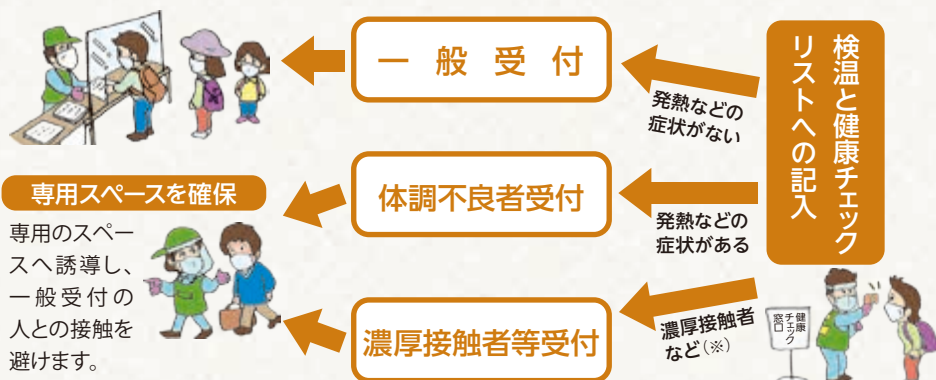 検温と健康チェック
リストへの記入
発熱などの
症状がない
一般受付
発熱などの
症状がある
体調不良者受付
濃厚接触者
など(※)
濃厚接触者等受付
健康
チェック
窓口
専用スペースを確保
専用のスペー
スへ誘導し、
一般受付の
人との接触を
避けます。